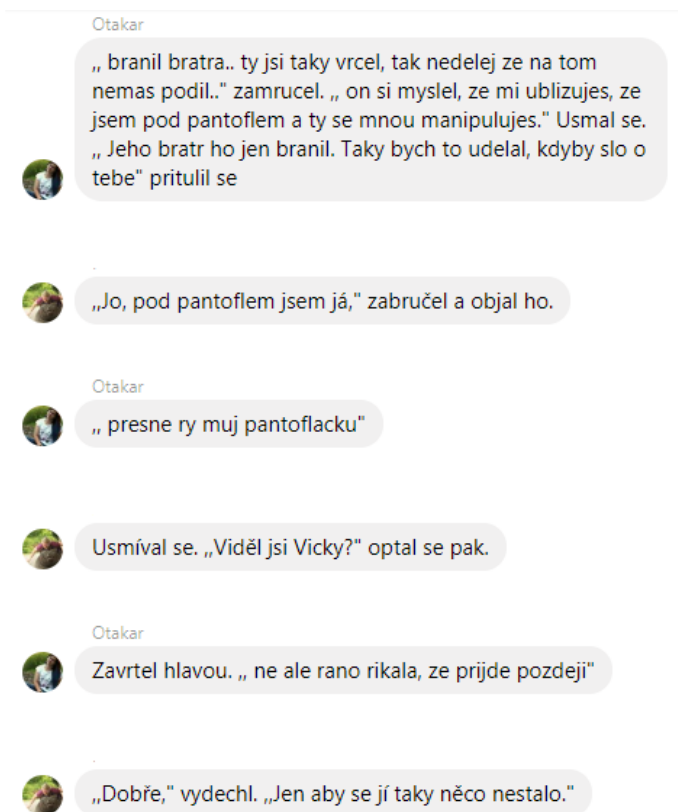 Otakar
„ branil bratra.. ty jsi taky vrcel, tak nedelej ze na tom
nemas podil.." zamrucel. „ on si myslel, ze mi ublizujes, ze
jsem pod pantoflem a ty se mnou manipulujes." Usmal se.
„ Jeho bratr ho jen branil. Taky bych to udelal, kdyby slo o
tebe" pritulil se
.
„Jo, pod pantoflem jsem já," zabručel a objal ho.
Otakar
„ presne ry muj pantoflacku"
Usmíval se. „Viděl jsi Vicky?" optal se pak.
Otakar
Zavrtel hlavou. „ ne ale rano rikala, ze prijde pozdeji"
.
„Dobře," vydechl. „Jen aby se jí taky něco nestalo."